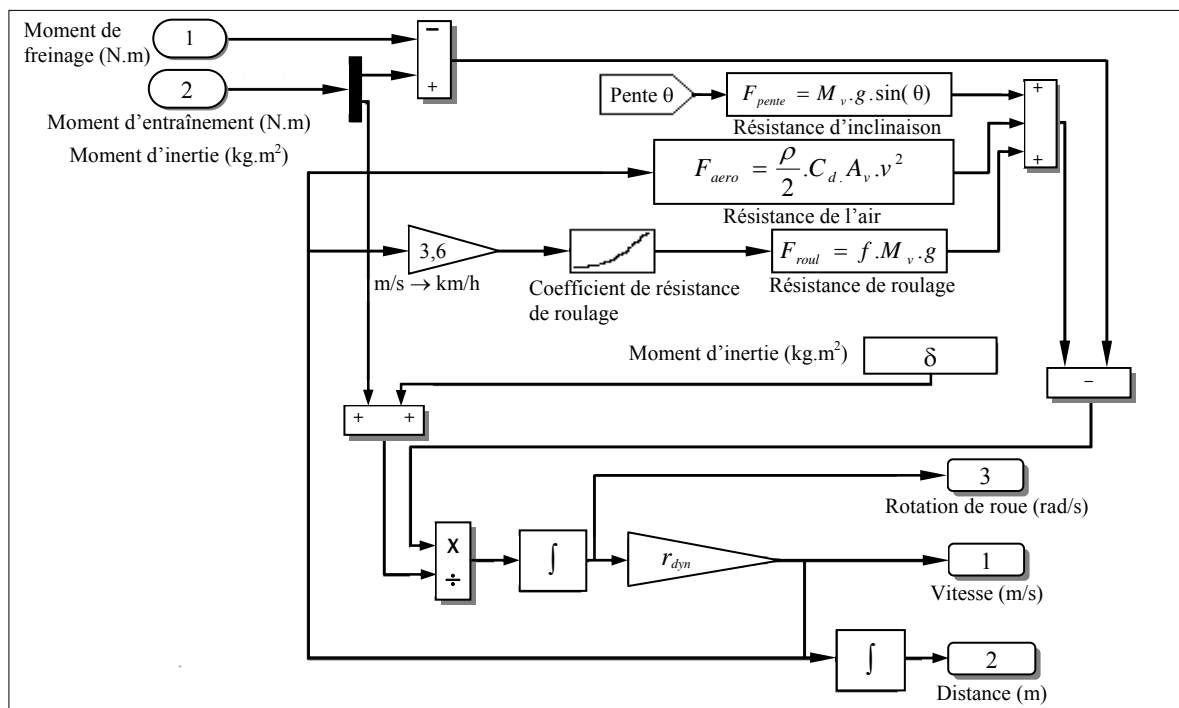 Moment de
freinage (N.m)
1
−
+
2
Moment d'entraînement (N.m)
Moment d'inertie (kg.m²)
Pente θ
F_pente = M_v.g.sin(θ)
Résistance d'inclinaison
+
+
F_aero = ρ/2 .C_d.A_v.v²
Résistance de l'air
3,6
m/s → km/h
Coefficient de résistance
de roulage
F_roul = f.M_v.g
Résistance de roulage
Moment d'inertie (kg.m²)
δ
−
+ +
3
Rotation de roue (rad/s)
X
÷
∫
r_dyn
1
Vitesse (m/s)
∫
2
Distance (m)